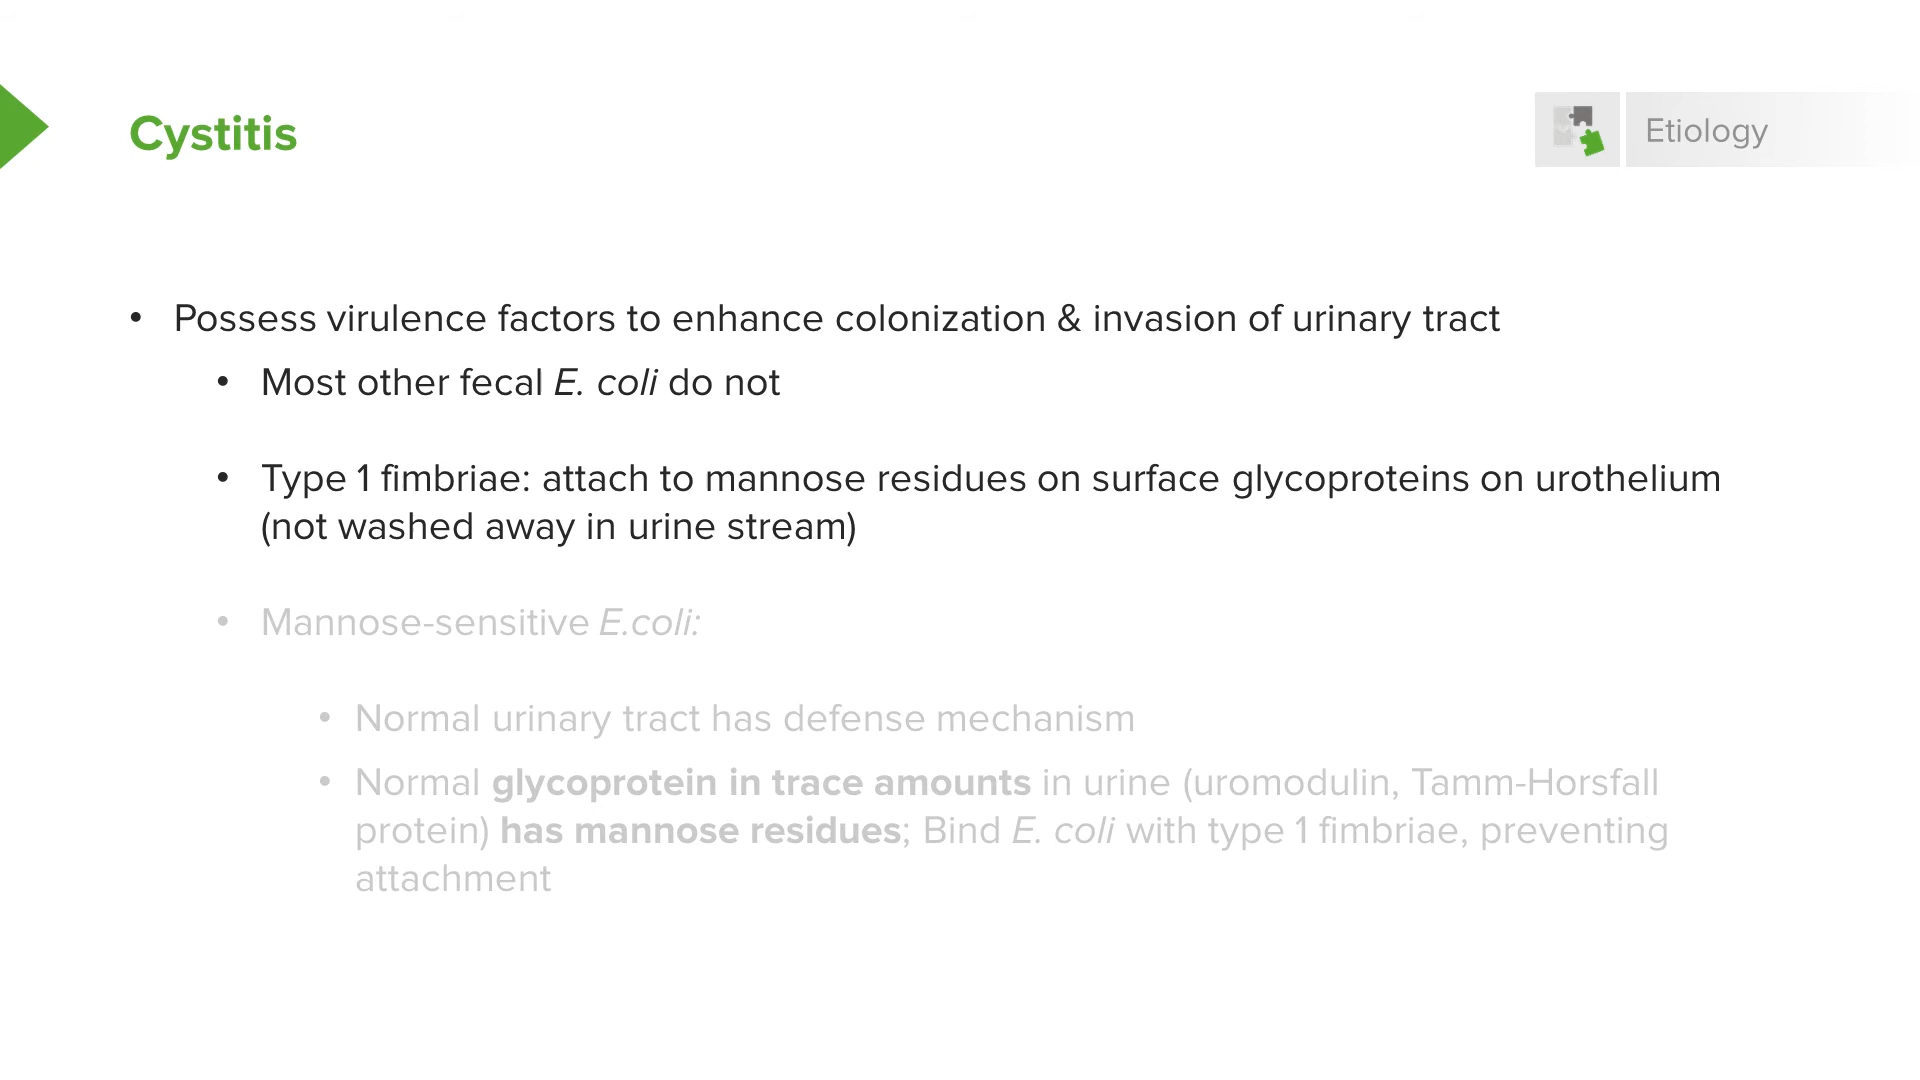 Cystitis
Etiology
• Possess virulence factors to enhance colonization & invasion of urinary tract
• Most other fecal E. coli do not
• Type 1 fimbriae: attach to mannose residues on surface glycoproteins on urothelium
(not washed away in urine stream)
• Mannose-sensitive E.coli:
• Normal urinary tract has defense mechanism
• Normal glycoprotein in trace amounts in urine (uromodulin, Tamm-Horsfall
protein) has mannose residues; Bind E. coli with type 1 fimbriae, preventing
attachment